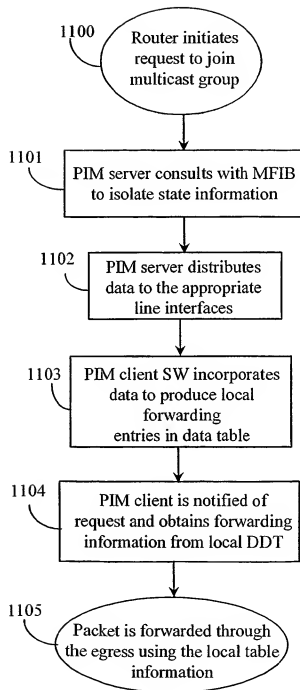 1100
Router initiates
request to join
multicast group
1101
PIM server consults with MFIB
to isolate state information
1102
PIM server distributes
data to the appropriate
line interfaces
1103
PIM client SW incorporates
data to produce local
forwarding
entries in data table
1104
PIM client is notified of
request and obtains forwarding
information from local DDT
1105
Packet is forwarded through
the egress using the local table
information